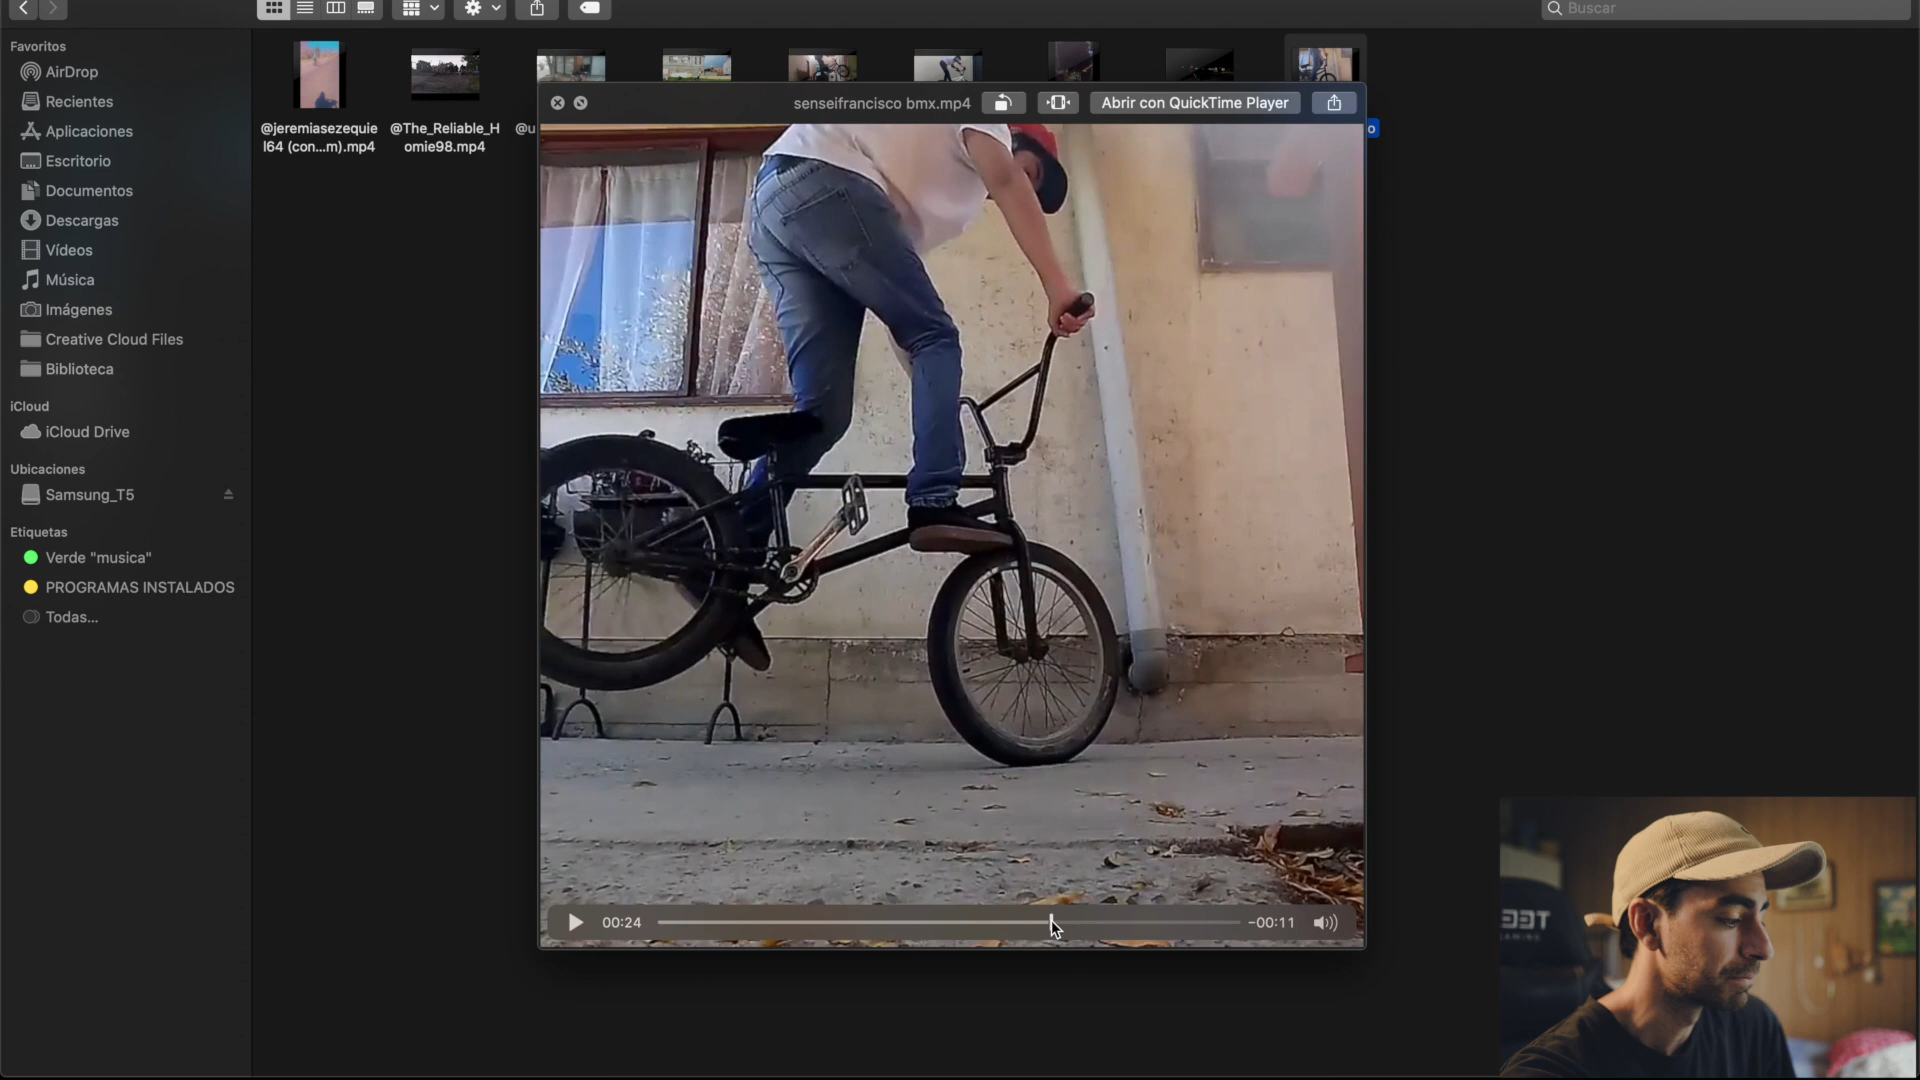 Buscar
Favoritos
AirDrop
Recientes
Aplicaciones
Escritorio
Documentos
Descargas
Vídeos
Música
Imágenes
Creative Cloud Files
Biblioteca
iCloud
iCloud Drive
Ubicaciones
Samsung_T5
Etiquetas
Verde "musica"
PROGRAMAS INSTALADOS
Todas...
@jeremiasezequie
l64 (con...m).mp4
@The_Reliable_H
omie98.mp4
@u
o
senseifrancisco bmx.mp4
Abrir con QuickTime Player
00:24
-00:11